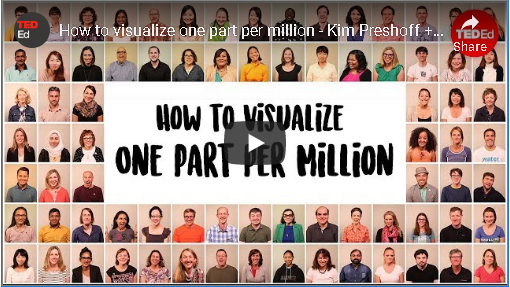 TED
Ed
How to visualize one part per million - Kim Preshoff +...
TEDEd
Share
HOW TO VISUALIZE
ONE PART PER MILLION